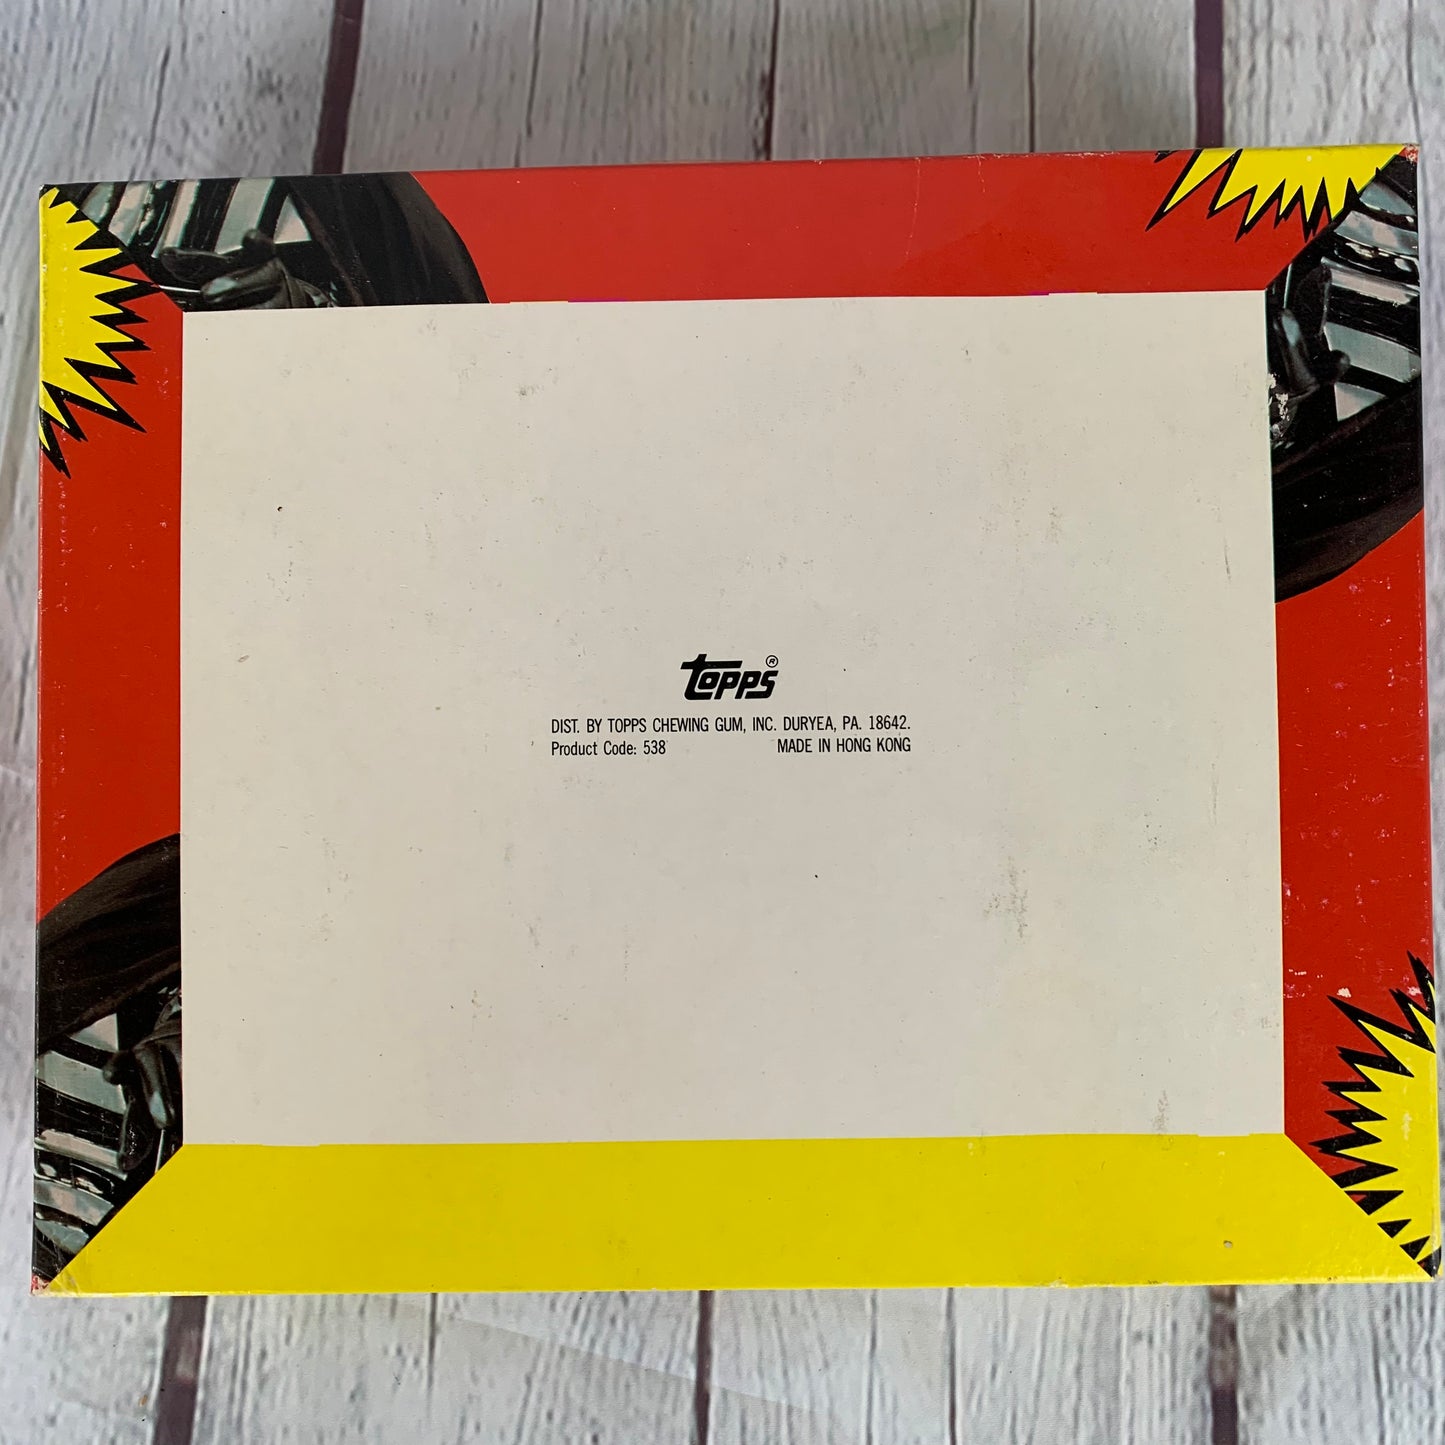 topps®
DIST. BY TOPPS CHEWING GUM, INC. DURYEA, PA. 18642.
Product Code: 538 MADE IN HONG KONG